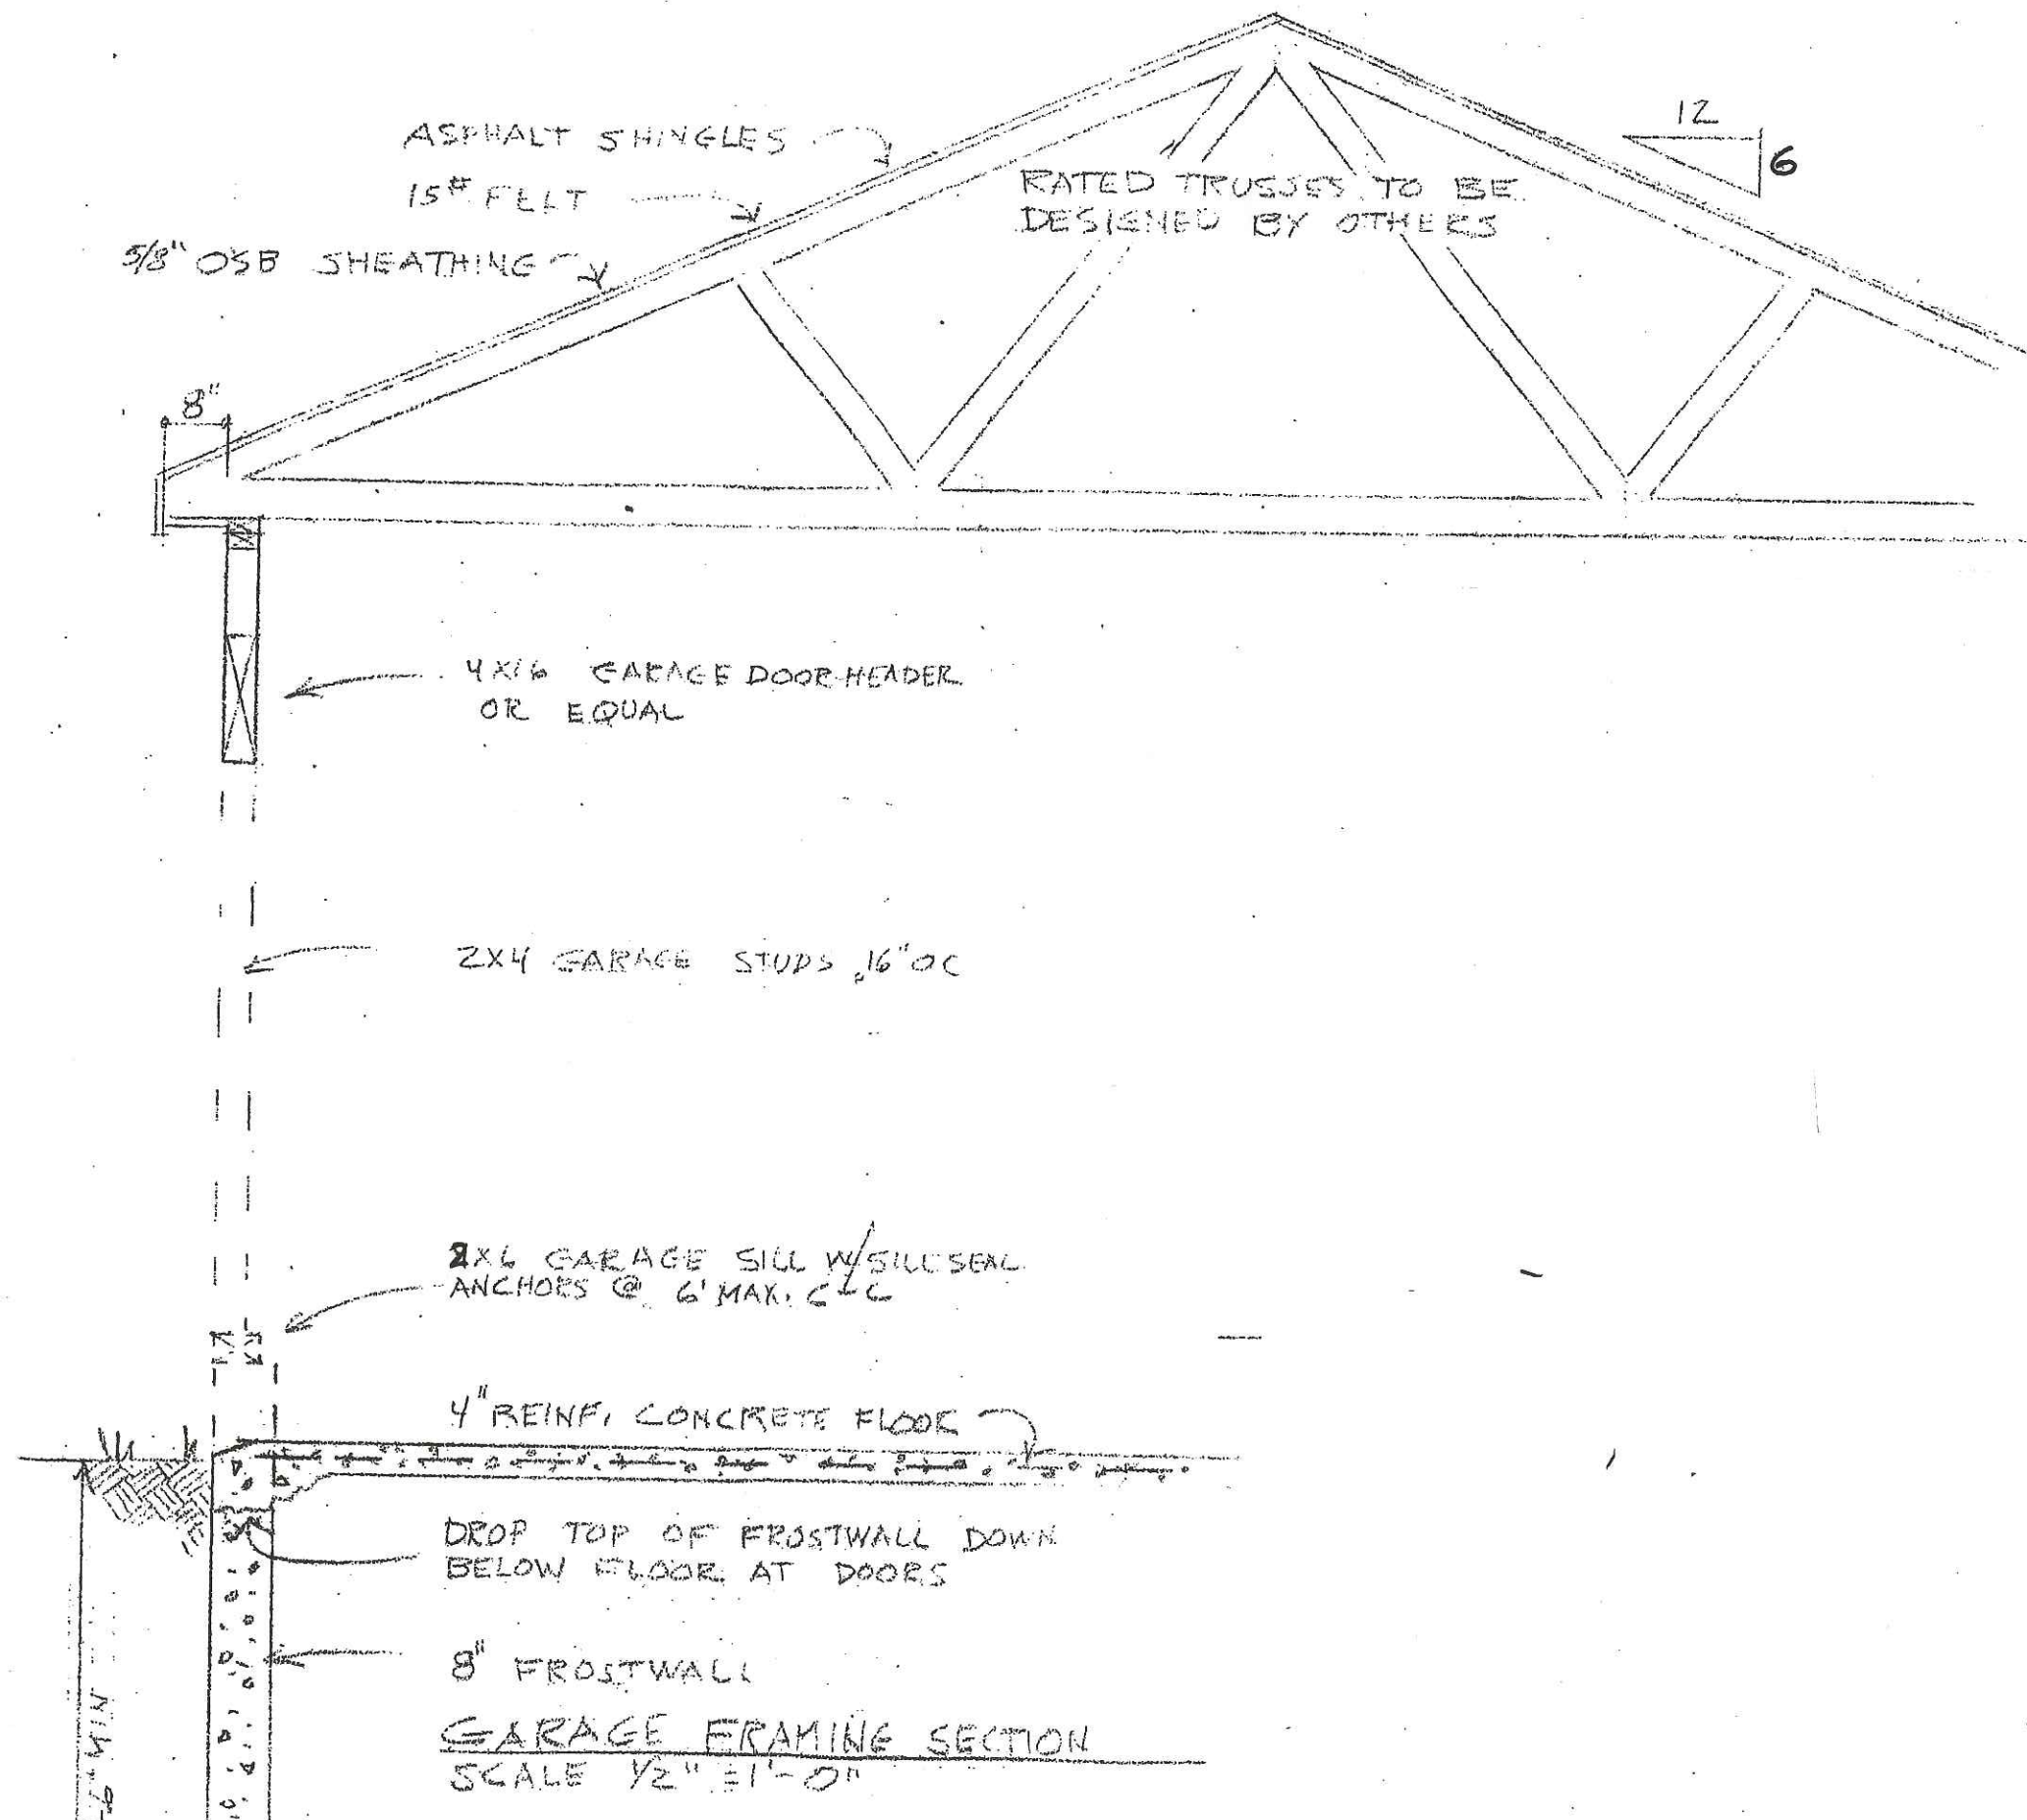 12
6
ASPHALT SHINGLES
15# FELT
5/8" OSB SHEATHING
RATED TRUSSES TO BE
DESIGNED BY OTHERS
8"
4X16 GARAGE DOOR HEADER
OR EQUAL
2X4 GARAGE STUDS, 16" OC
2X6 GARAGE SILL W/SILLSEAL
ANCHORS @ 6' MAX. C-C
4" REINF. CONCRETE FLOOR
DROP TOP OF FROSTWALL DOWN
BELOW FLOOR AT DOORS
8" FROSTWALL
MIN
GARAGE FRAMING SECTION
SCALE 1/2" = 1'-0"